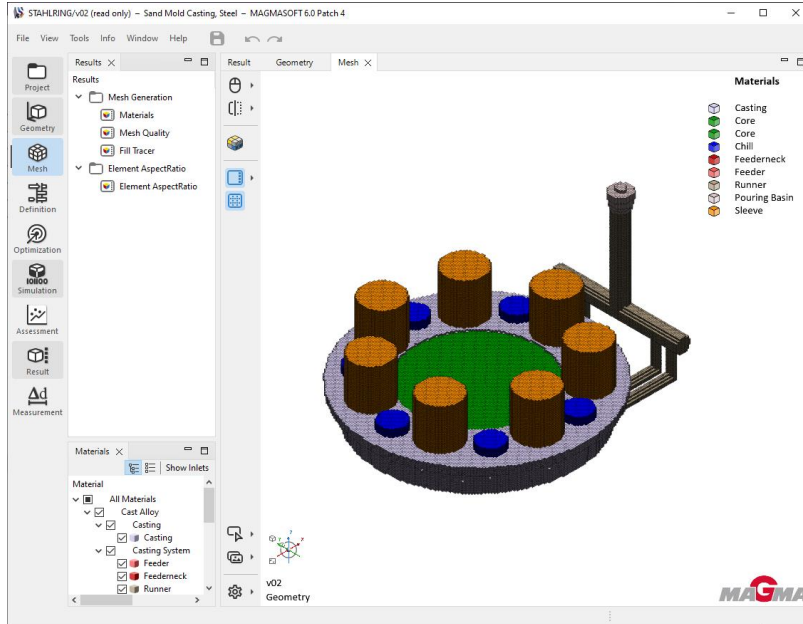 STAHLRING/v02 (read only) – Sand Mold Casting, Steel – MAGMASOFT 6.0 Patch 4
File View Tools Info Window Help
Project
Geometry
Mesh
Definition
Optimization
Simulation
Assessment
Result
Measurement
Results
Results
Mesh Generation
Materials
Mesh Quality
Fill Tracer
Element AspectRatio
Element AspectRatio
Materials
Show Inlets
Material
All Materials
Cast Alloy
Casting
Casting
Casting System
Feeder
Feederneck
Runner
Result Geometry Mesh
Materials
Casting
Core
Core
Chill
Feederneck
Feeder
Runner
Pouring Basin
Sleeve
v02
Geometry
MAGMA